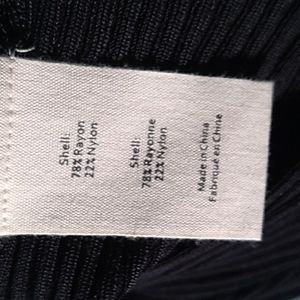 Shell:
78% Rayon
22% Nylon
Shell:
78% Rayonne
22% Nylon
Made in China
Fabriqué en Chine